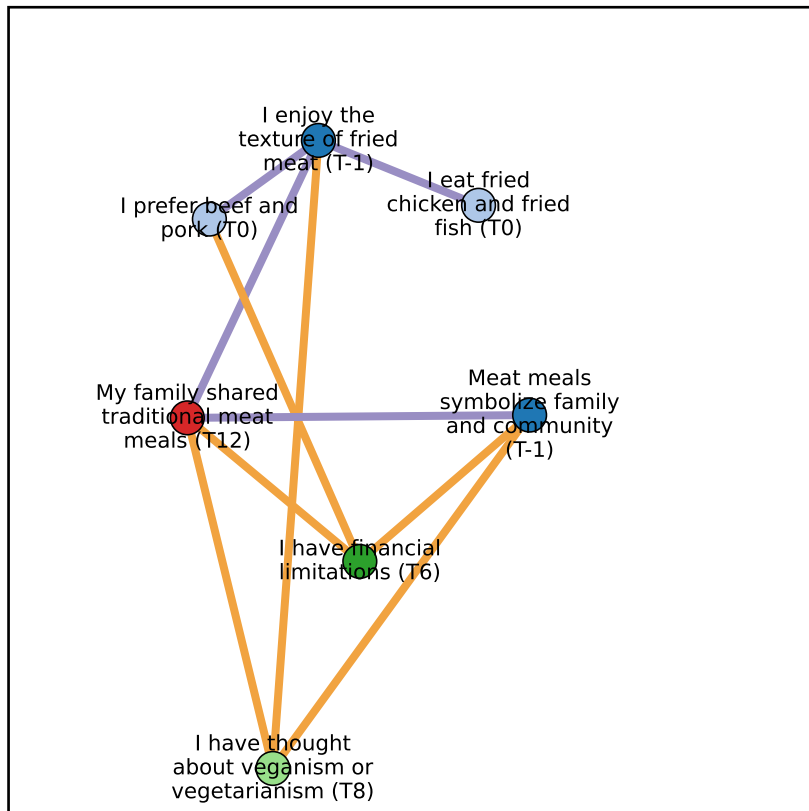 I enjoy the
texture of fried
meat (T-1)
I eat fried
chicken and fried
fish (T0)
I prefer beef and
pork (T0)
Meat meals
symbolize family
and community
(T-1)
My family shared
traditional meat
meals (T12)
I have financial
limitations (T6)
I have thought
about veganism or
vegetarianism (T8)